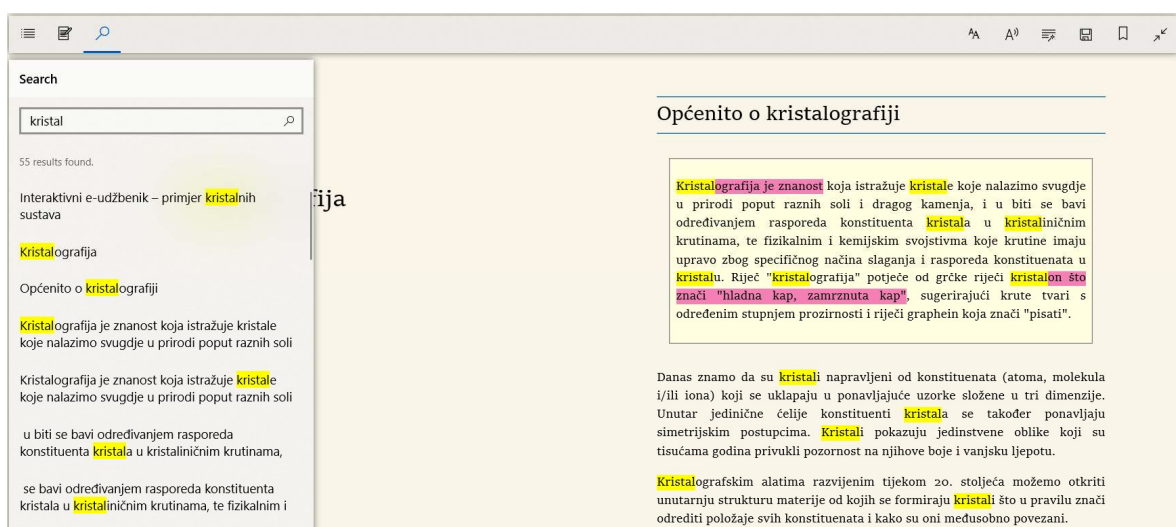 Search
kristal
55 results found.
Interaktivni e-udžbenik – primjer kristalnih
sustava
Kristalografija
Općenito o kristalografiji
Kristalografija je znanost koja istražuje kristale
koje nalazimo svugdje u prirodi poput raznih soli
Kristalografija je znanost koja istražuje kristale
koje nalazimo svugdje u prirodi poput raznih soli
u biti se bavi određivanjem rasporeda
konstituenta kristala u kristaliničnim krutinama,
se bavi određivanjem rasporeda konstituenta
kristala u kristaliničnim krutinama, te fizikalnim i
fija
Općenito o kristalografiji
Kristalografija je znanost koja istražuje kristale koje nalazimo svugdje
u prirodi poput raznih soli i dragog kamenja, i u biti se bavi
određivanjem rasporeda konstituenta kristala u kristaliničnim
krutinama, te fizikalnim i kemijskim svojstivma koje krutine imaju
upravo zbog specifičnog načina slaganja i rasporeda konstituenata u
kristalu. Riječ "kristalografija" potječe od grčke riječi kristalon što
znači "hladna kap, zamrznuta kap", sugerirajući krute tvari s
određenim stupnjem prozirnosti i riječi graphein koja znači "pisati".
Danas znamo da su kristali napravljeni od konstituenata (atoma, molekula
i/ili iona) koji se uklapaju u ponavljajuće uzorke složene u tri dimenzije.
Unutar jedinične ćelije konstituenti kristala se također ponavljaju
simetrijskim postupcima. Kristali pokazuju jedinstvene oblike koji su
tisućama godina privukli pozornost na njihove boje i vanjsku ljepotu.
Kristalografskim alatima razvijenim tijekom 20. stoljeća možemo otkriti
unutarnju strukturu materije od kojih se formiraju kristali što u pravilu znači
odrediti položaje svih konstituenata i kako su oni međusobno povezani.